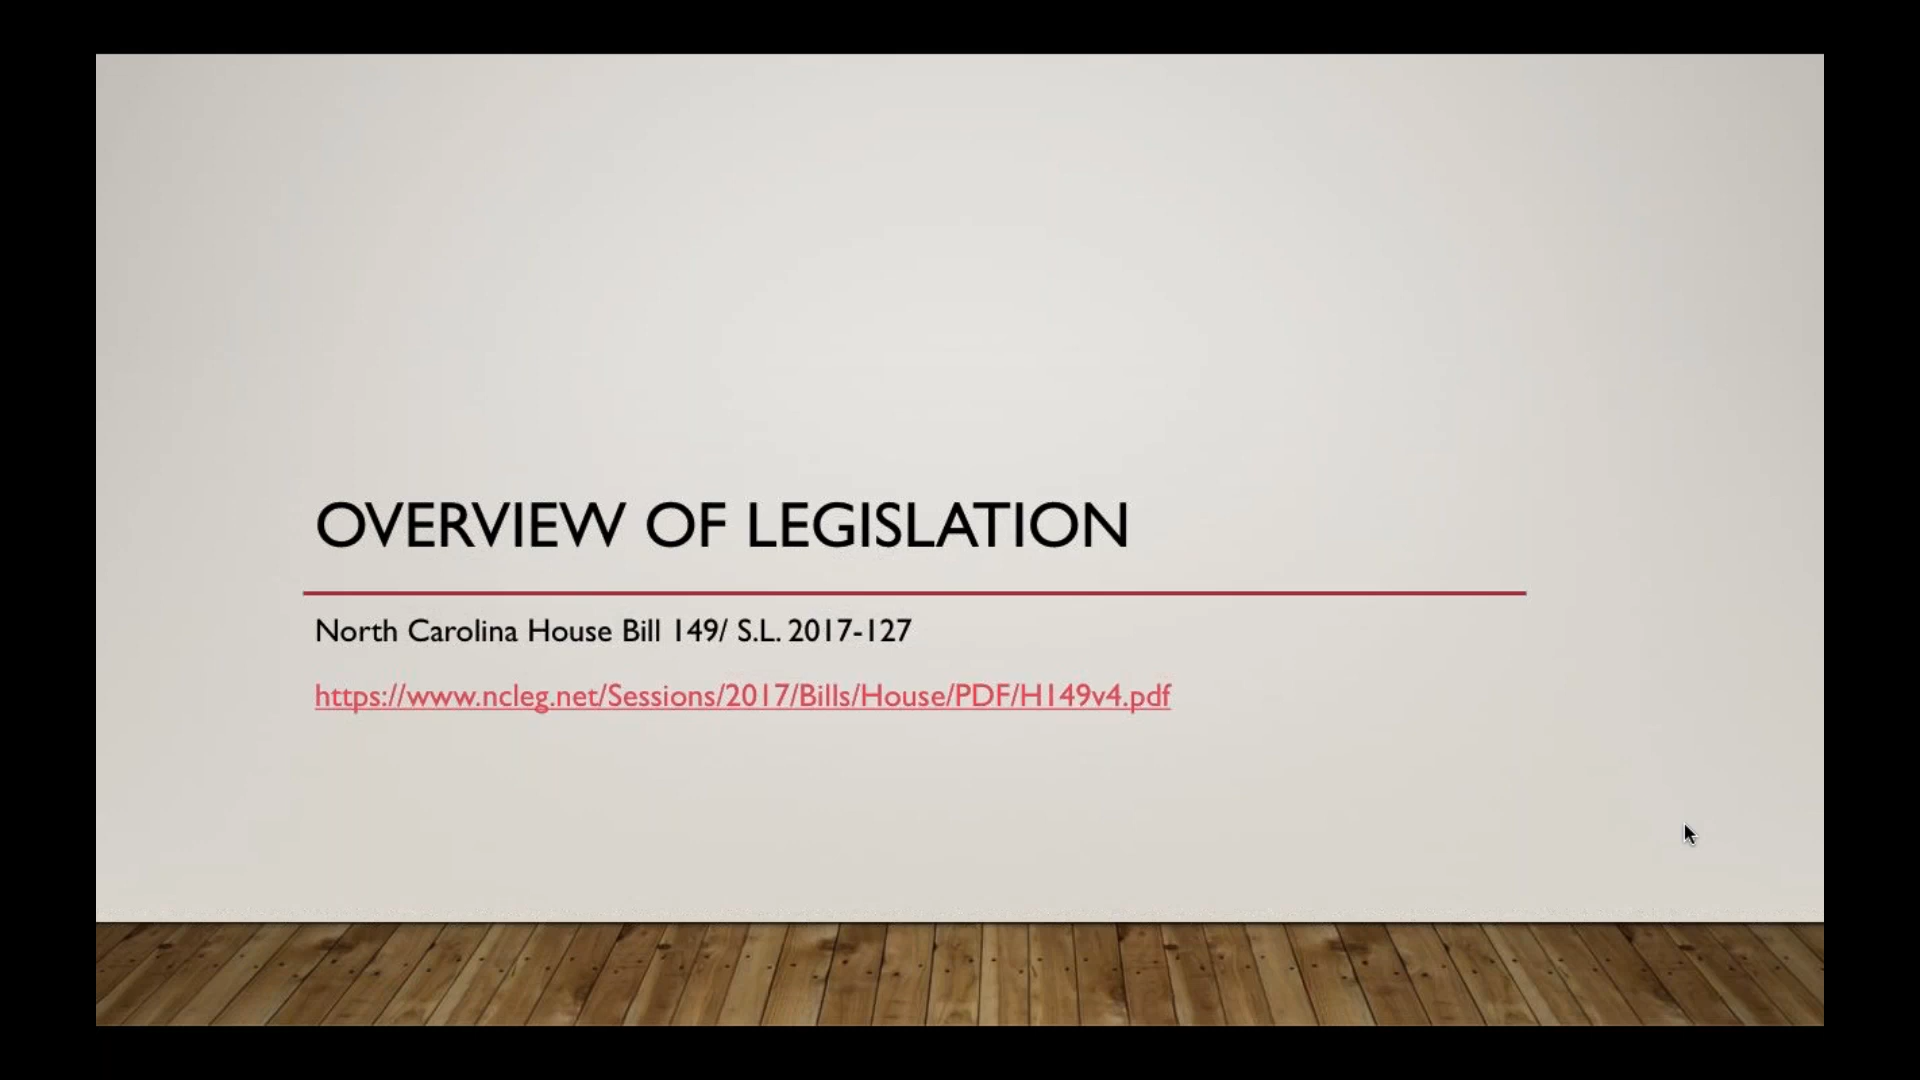 OVERVIEW OF LEGISLATION
North Carolina House Bill 149/ S.L. 2017-127
https://www.ncleg.net/Sessions/2017/Bills/House/PDF/H149v4.pdf